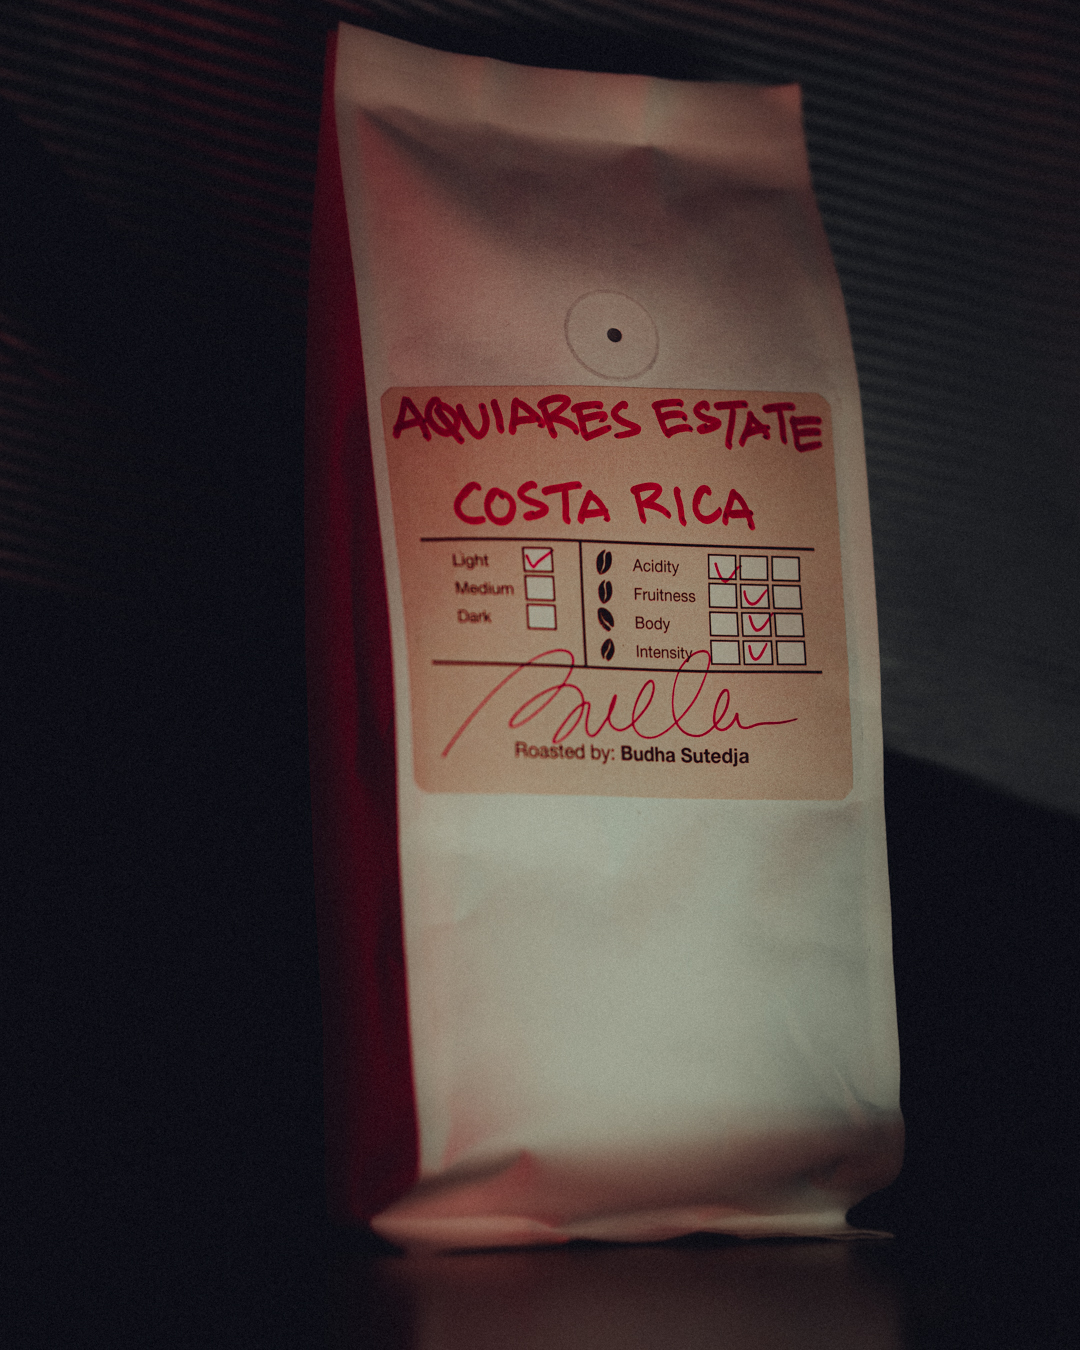 AQUIARES ESTATE
COSTA RICA
Light
Medium
Dark
Acidity
Fruitness
Body
Intensity
Roasted by: Budha Sutedja